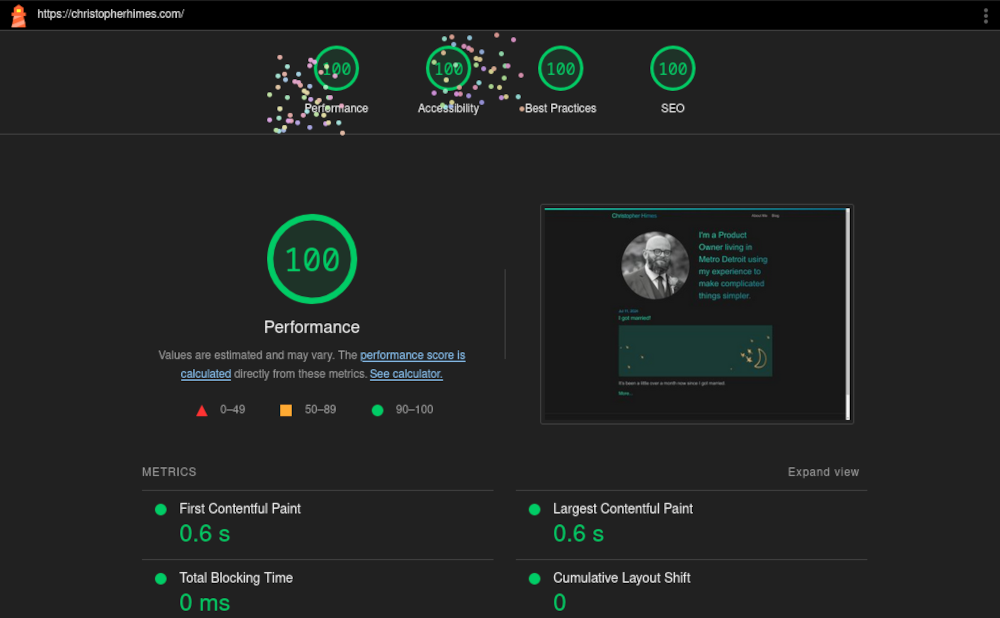 https://christopherhimes.com/
100
100
100
100
Performance
Accessibility
Best Practices
SEO
100
Performance
Values are estimated and may vary. The performance score is
calculated directly from these metrics. See calculator.
0–49
50–89
90–100
Christopher Himes
About Me
Blog
I'm a Product
Owner living in
Metro Detroit using
my experience to
make complicated
things simpler.
I got married!
It's been a little over a month now since I got married.
More...
METRICS
Expand view
First Contentful Paint
0.6 s
Largest Contentful Paint
0.6 s
Total Blocking Time
0 ms
Cumulative Layout Shift
0